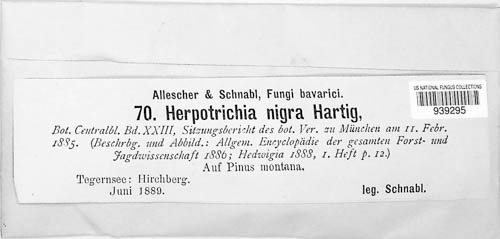 Allescher & Schnabl, Fungi bavarici.
70. Herpotrichia nigra Hartig,
Bot. Centralbl. Bd. XXIII, Sitzungsbericht des bot. Ver. zu München am 11. Febr.
1885. (Beschrbg. und Abbild.: Allgem. Encyclopädie der gesamten Forst- und
Jagdwissenschaft 1886; Hedwigia 1888, 1. Heft p. 12.)
Auf Pinus montana.
Tegernsee: Hirchberg.
Juni 1889.
leg. Schnabl.
US NATIONAL FUNGUS COLLECTIONS
939295